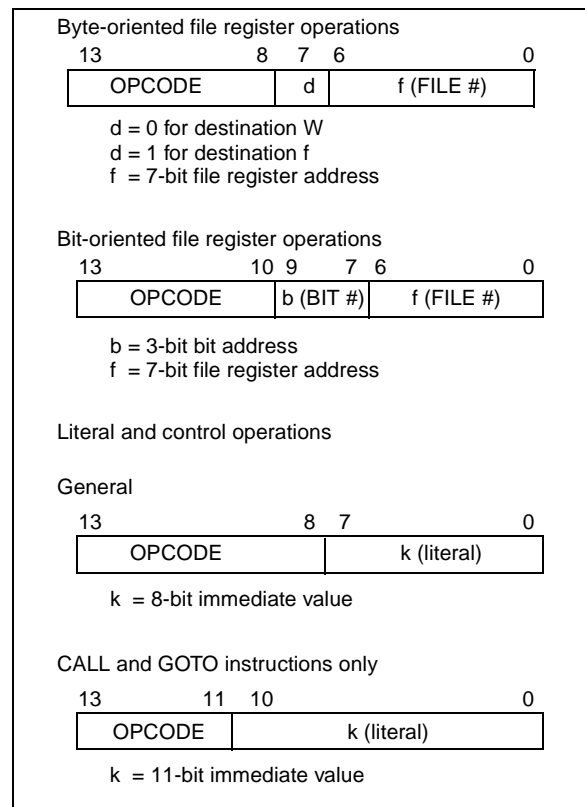 Byte-oriented file register operations
13 8 7 6 0
OPCODE d f (FILE #)
d = 0 for destination W
d = 1 for destination f
f = 7-bit file register address
Bit-oriented file register operations
13 10 9 7 6 0
OPCODE b (BIT #) f (FILE #)
b = 3-bit bit address
f = 7-bit file register address
Literal and control operations
General
13 8 7 0
OPCODE k (literal)
k = 8-bit immediate value
CALL and GOTO instructions only
13 11 10 0
OPCODE k (literal)
k = 11-bit immediate value